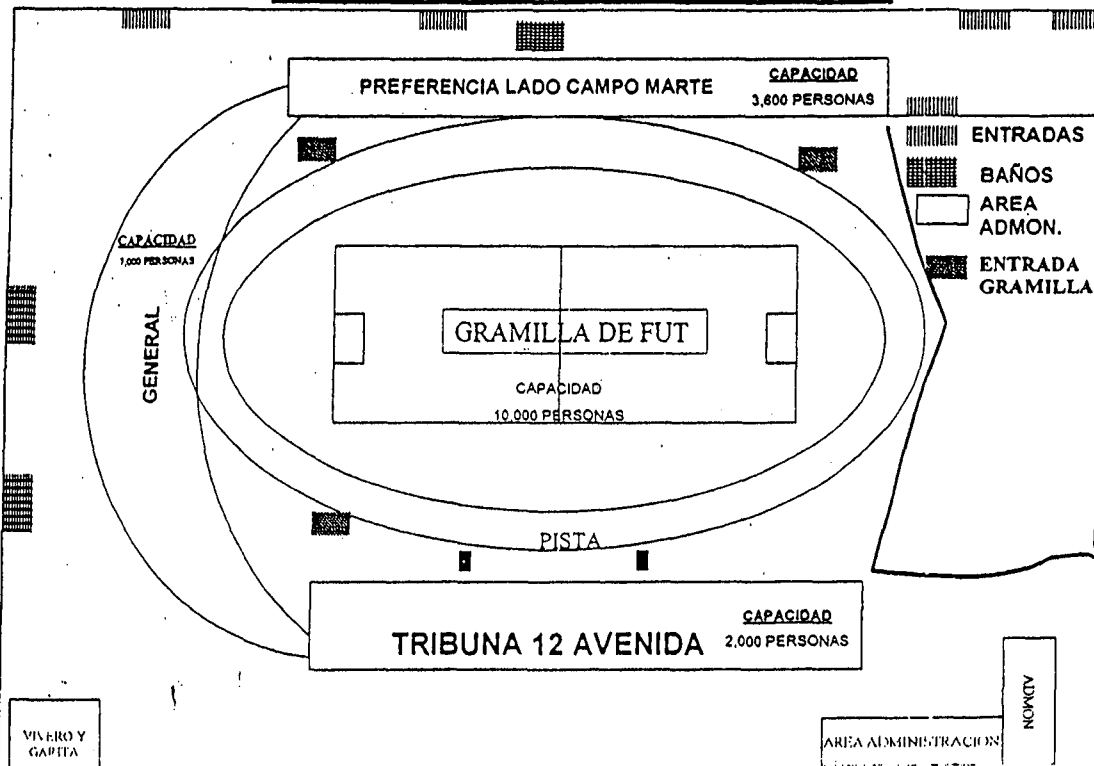 PREFERENCIA LADO CAMPO MARTE
CAPACIDAD
3,600 PERSONAS
ENTRADAS
BAÑOS
AREA
ADMON.
ENTRADA
GRAMILLA
CAPACIDAD
7,000 PERSONAS
GENERAL
GRAMILLA DE FUT
CAPACIDAD
10,000 PERSONAS
PISTA
TRIBUNA 12 AVENIDA
CAPACIDAD
2,000 PERSONAS
VIVERO Y
GARITA
ADMON
AREA ADMINISTRACION